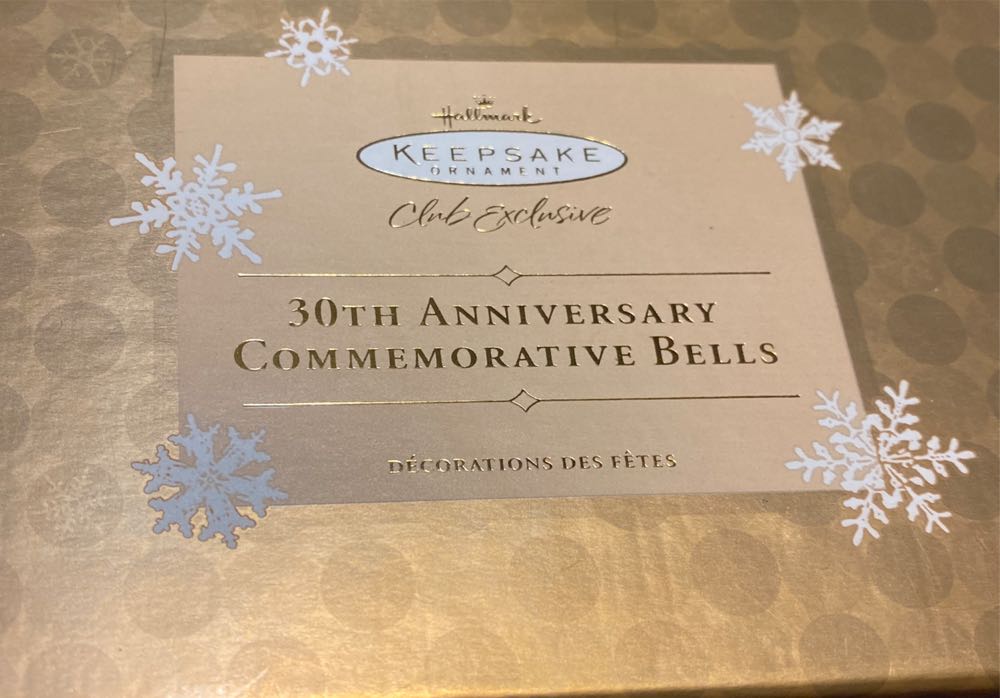 Hallmark
KEEPSAKE
ORNAMENT
Club Exclusive
30TH ANNIVERSARY
COMMEMORATIVE BELLS
DÉCORATIONS DES FÊTES